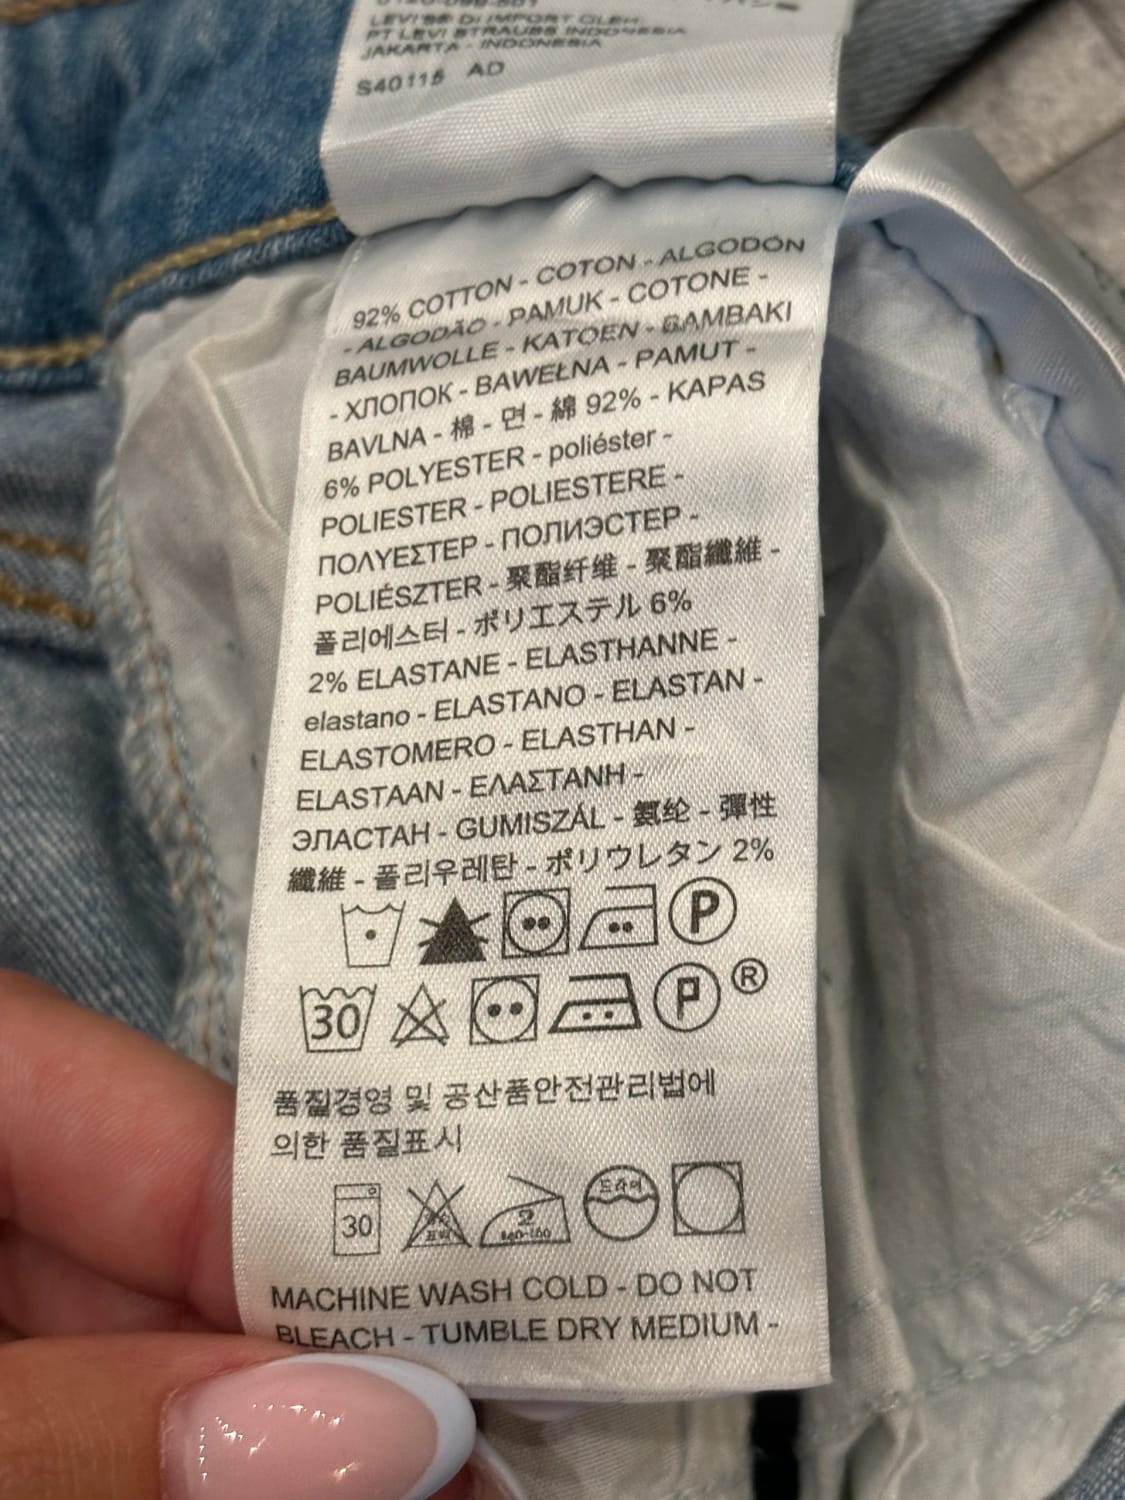 LEVI'S® DI IMPORT OLEH:
PT LEVI STRAUSS INDONESIA
JAKARTA - INDONESIA
S40115 AD
92% COTTON - COTON - ALGODÓN
- ALGODÃO - PAMUK - COTONE -
BAUMWOLLE - KATOEN - BAMBAKI
- ХЛОПОК - BAWEŁNA - PAMUT -
BAVLNA - 棉 - 면 - 綿 92% - KAPAS
6% POLYESTER - poliéster -
POLIESTER - POLIESTERE -
ΠΟΛΥΕΣΤΕΡ - ПОЛИЭСТЕР -
POLIÉSZTER - 聚酯纤维 - 聚酯纖維 -
폴리에스터 - ポリエステル 6%
2% ELASTANE - ELASTHANNE -
elastano - ELASTANO - ELASTAN -
ELASTOMERO - ELASTHAN -
ELASTAAN - ΕΛΑΣΤΑΝΗ -
ЭЛАСТАН - GUMISZÁL - 氨纶 - 彈性
纖維 - 폴리우레탄 - ポリウレタン 2%
P
30 P ®
품질경영 및 공산품안전관리법에
의한 품질표시
30 2 140-160 드라이
MACHINE WASH COLD - DO NOT
BLEACH - TUMBLE DRY MEDIUM -